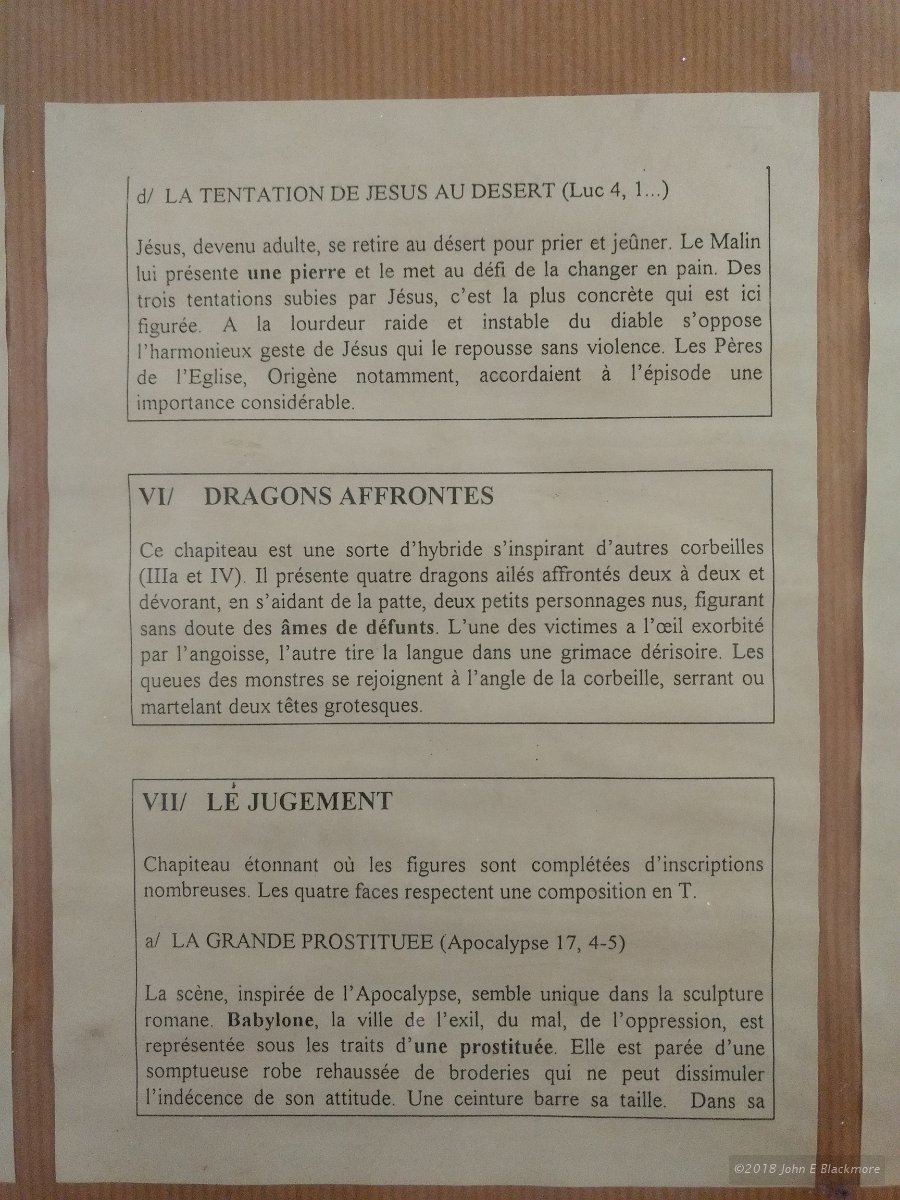 d/ LA TENTATION DE JESUS AU DESERT (Luc 4, 1...)
Jésus, devenu adulte, se retire au désert pour prier et jeûner. Le Malin
lui présente une pierre et le met au défi de la changer en pain. Des
trois tentations subies par Jésus, c’est la plus concrète qui est ici
figurée. A la lourdeur raide et instable du diable s’oppose
l’harmonieux geste de Jésus qui le repousse sans violence. Les Pères
de l’Eglise, Origène notamment, accordaient à l’épisode une
importance considérable.
VI/ DRAGONS AFFRONTES
Ce chapiteau est une sorte d’hybride s’inspirant d’autres corbeilles
(IIIa et IV). Il présente quatre dragons ailés affrontés deux à deux et
dévorant, en s’aidant de la patte, deux petits personnages nus, figurant
sans doute des âmes de défunts. L’une des victimes a l’œil exorbité
par l’angoisse, l’autre tire la langue dans une grimace dérisoire. Les
queues des monstres se rejoignent à l’angle de la corbeille, serrant ou
martelant deux têtes grotesques.
VII/ LE JUGEMENT
Chapiteau étonnant où les figures sont complétées d’inscriptions
nombreuses. Les quatre faces respectent une composition en T.
a/ LA GRANDE PROSTITUEE (Apocalypse 17, 4-5)
La scène, inspirée de l’Apocalypse, semble unique dans la sculpture
romane. Babylone, la ville de l’exil, du mal, de l’oppression, est
représentée sous les traits d’une prostituée. Elle est parée d’une
somptueuse robe rehaussée de broderies qui ne peut dissimuler
l’indécence de son attitude. Une ceinture barre sa taille. Dans sa
©2018 John E Blackmore